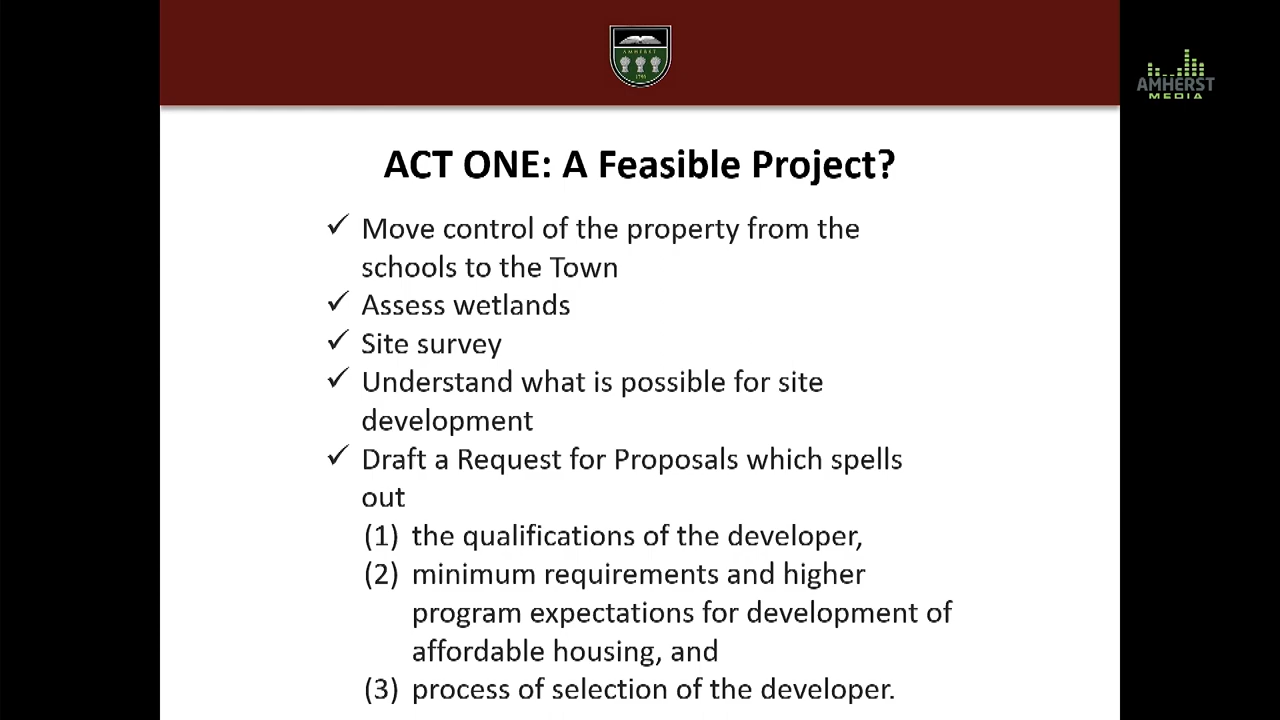 AMHERST
1759
AMHERST
MEDIA
ACT ONE: A Feasible Project?
✓ Move control of the property from the
schools to the Town
✓ Assess wetlands
✓ Site survey
✓ Understand what is possible for site
development
✓ Draft a Request for Proposals which spells
out
(1) the qualifications of the developer,
(2) minimum requirements and higher
program expectations for development of
affordable housing, and
(3) process of selection of the developer.